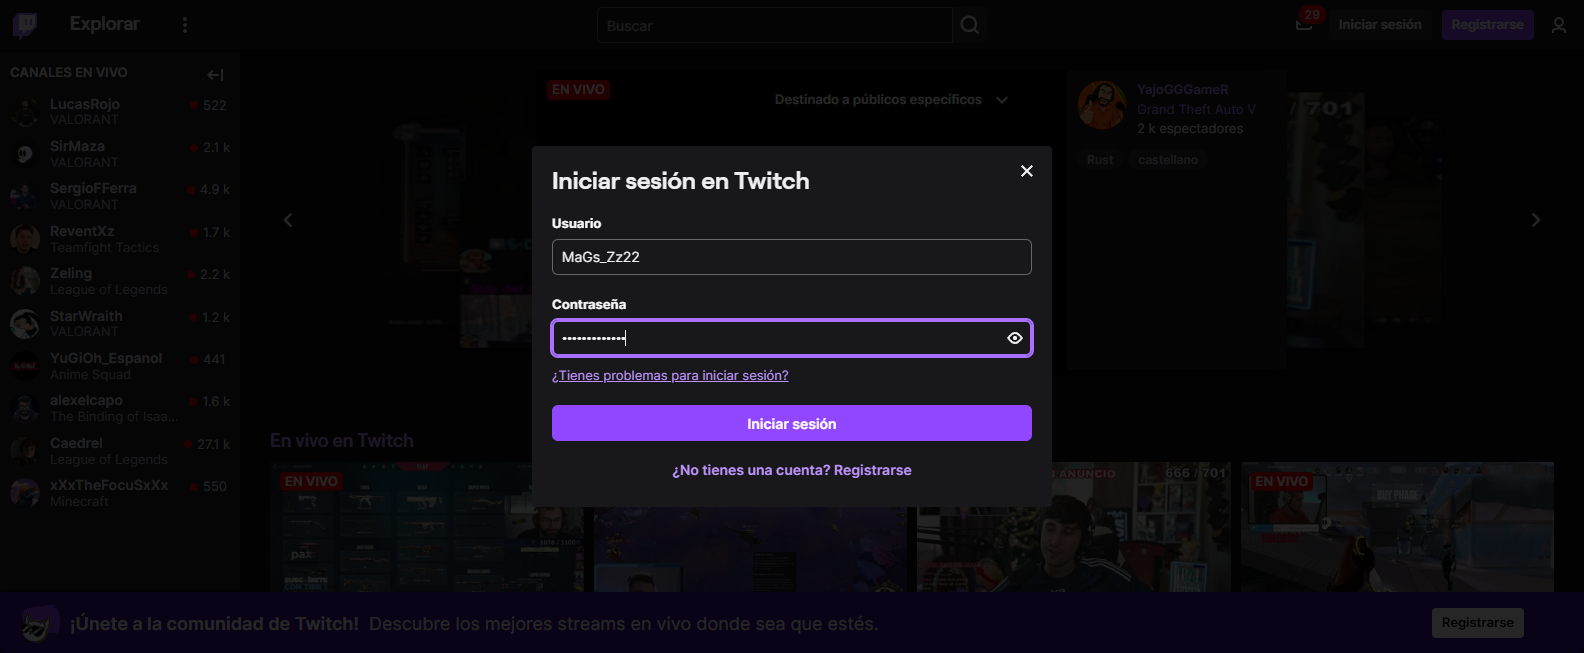 Explorar
Buscar
29
Iniciar sesión
Registrarse
CANALES EN VIVO
LucasRojo
522
VALORANT
SirMaza
2.1 k
VALORANT
SergioFFerra
4.9 k
VALORANT
ReventXz
1.7 k
Teamfight Tactics
Zeling
2.2 k
League of Legends
StarWraith
1.2 k
VALORANT
YuGiOh_Espanol
441
Anime Squad
alexelcapo
1.6 k
The Binding of Isaa...
Caedrel
27.1 k
League of Legends
xXxTheFocuSxXx
550
Minecraft
EN VIVO
Destinado a públicos específicos
YajoGGGameR
Grand Theft Auto V
2 k espectadores
Rust
castellano
/ 701
Iniciar sesión en Twitch
Usuario
MaGs_Zz22
Contraseña
•••••••••••••
¿Tienes problemas para iniciar sesión?
Iniciar sesión
¿No tienes una cuenta? Registrarse
En vivo en Twitch
EN VIVO
pax
ANUNCIO
666 / 701
EN VIVO
BUY PHASE
¡Únete a la comunidad de Twitch! Descubre los mejores streams en vivo donde sea que estés.
Registrarse